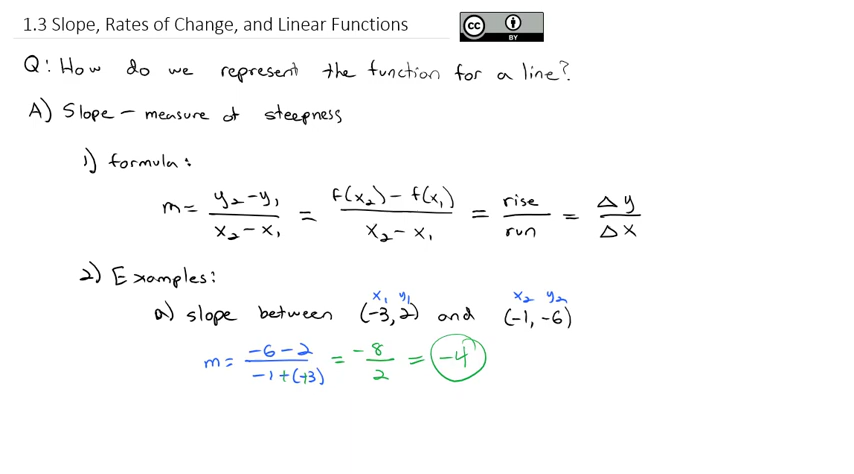 1.3 Slope, Rates of Change, and Linear Functions
cc BY
Q: How do we represent the function for a line?
A) Slope – measure of steepness
1) formula:
m = (y₂ – y₁)/(x₂ – x₁) = (f(x₂) – f(x₁))/(x₂ – x₁) = rise/run = Δy/Δx
2) Examples:
x₁ y₁ x₂ y₂
a) slope between (-3, 2) and (-1, -6)
m = (-6 - 2)/(-1 + (+3)) = -8/2 = -4